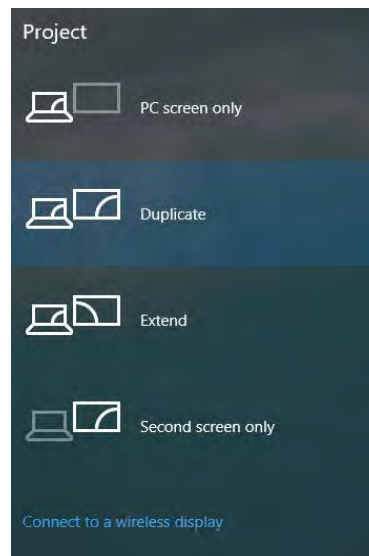 Project
PC screen only
Duplicate
Extend
Second screen only
Connect to a wireless display